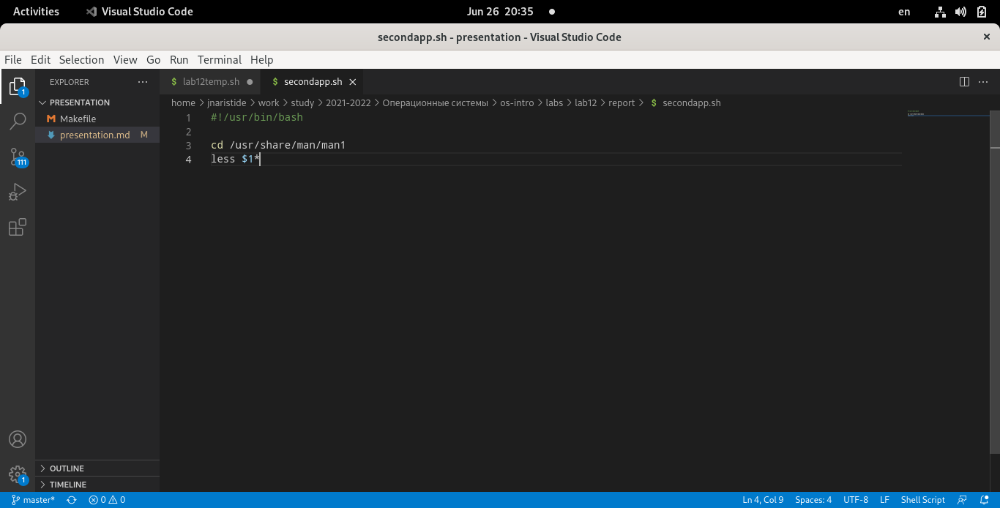 Activities Visual Studio Code Jun 26 20:35 en
secondapp.sh - presentation - Visual Studio Code
File Edit Selection View Go Run Terminal Help
EXPLORER
PRESENTATION
Makefile
presentation.md M
1
111
lab12temp.sh secondapp.sh
home jnaristide work study 2021-2022 Операционные системы os-intro labs lab12 report $ secondapp.sh
1 #!/usr/bin/bash
2
3 cd /usr/share/man/man1
4 less $1*
OUTLINE
TIMELINE
1
master* 0 0 Ln 4, Col 9 Spaces: 4 UTF-8 LF Shell Script